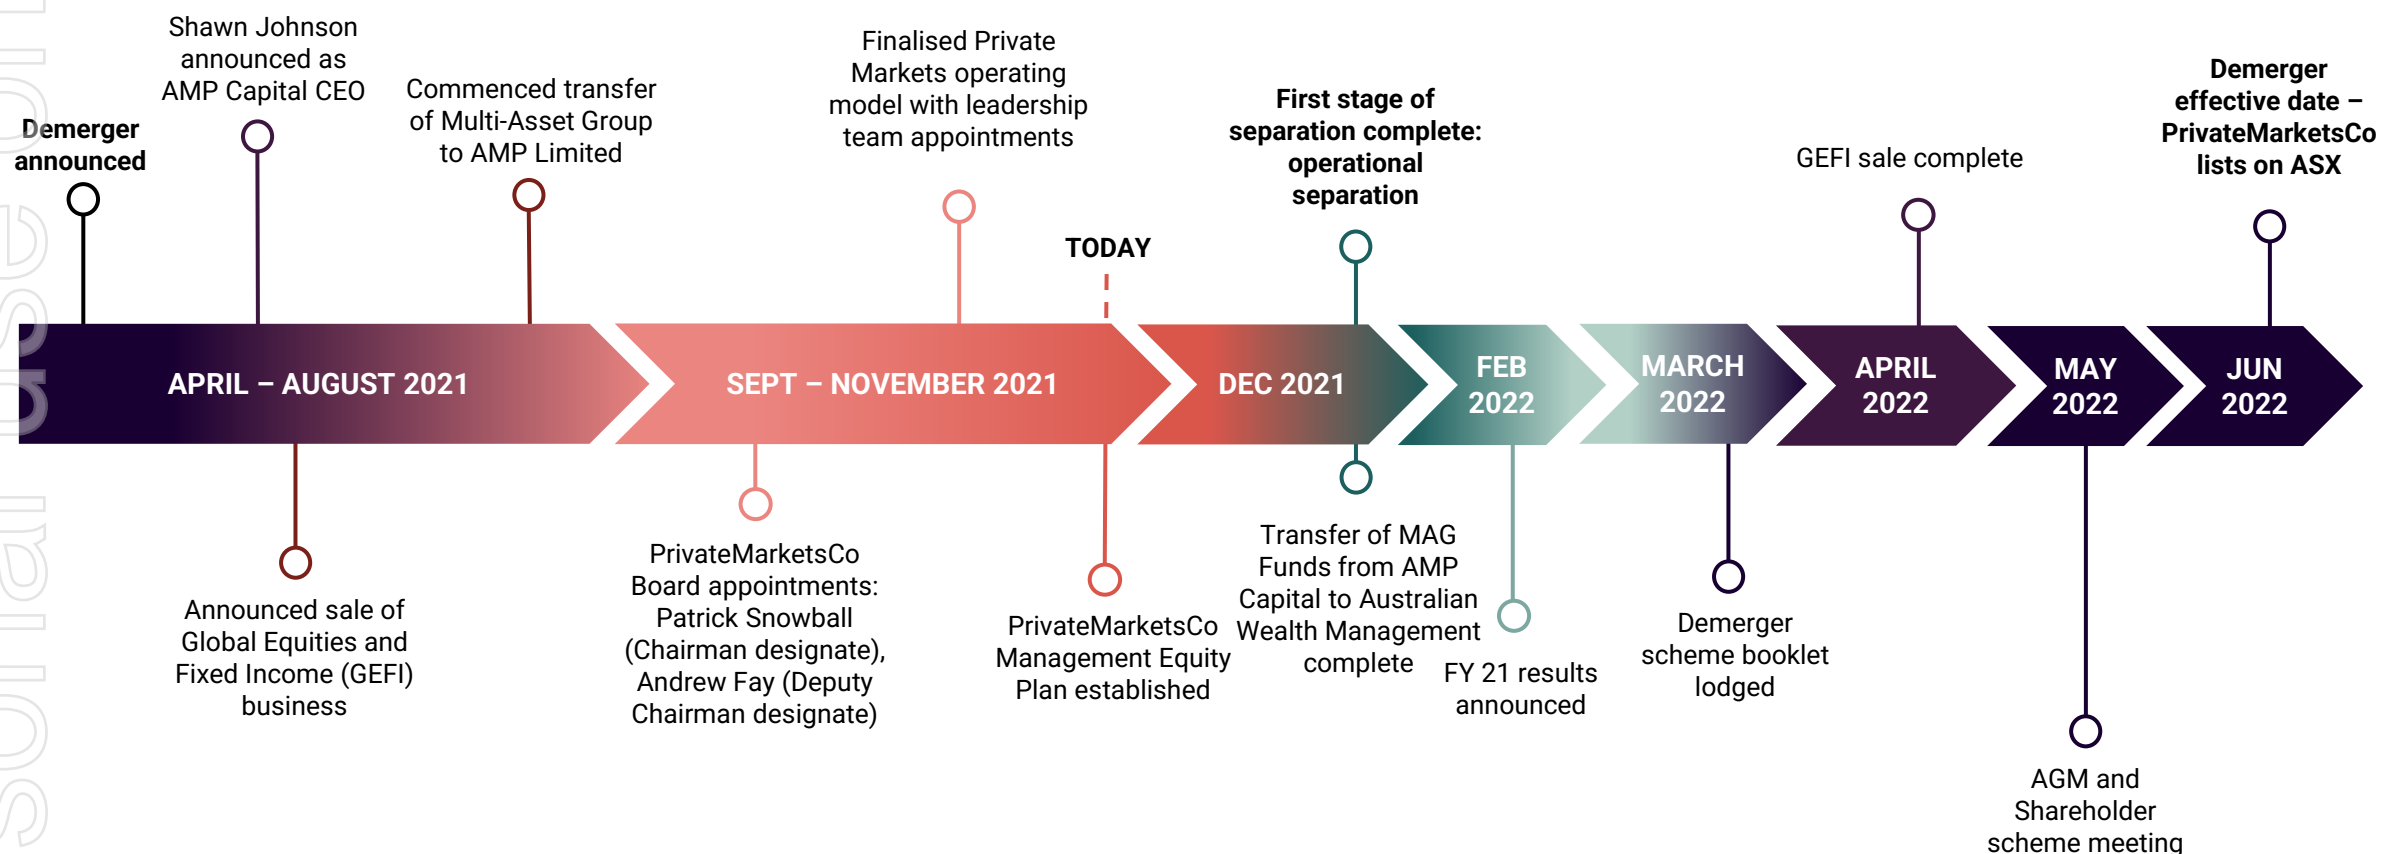 Shawn Johnson
announced as
AMP Capital CEO
Demerger
announced
Commenced transfer
of Multi-Asset Group
to AMP Limited
Finalised Private
Markets operating
model with leadership
team appointments
TODAY
First stage of
separation complete:
operational
separation
GEFI sale complete
Demerger
effective date –
PrivateMarketsCo
lists on ASX
APRIL – AUGUST 2021
SEPT – NOVEMBER 2021
DEC 2021
FEB
2022
MARCH
2022
APRIL
2022
MAY
2022
JUN
2022
Announced sale of
Global Equities and
Fixed Income (GEFI)
business
PrivateMarketsCo
Board appointments:
Patrick Snowball
(Chairman designate),
Andrew Fay (Deputy
Chairman designate)
PrivateMarketsCo
Management Equity
Plan established
Transfer of MAG
Funds from AMP
Capital to Australian
Wealth Management
complete
FY 21 results
announced
Demerger
scheme booklet
lodged
AGM and
Shareholder
scheme meeting
use